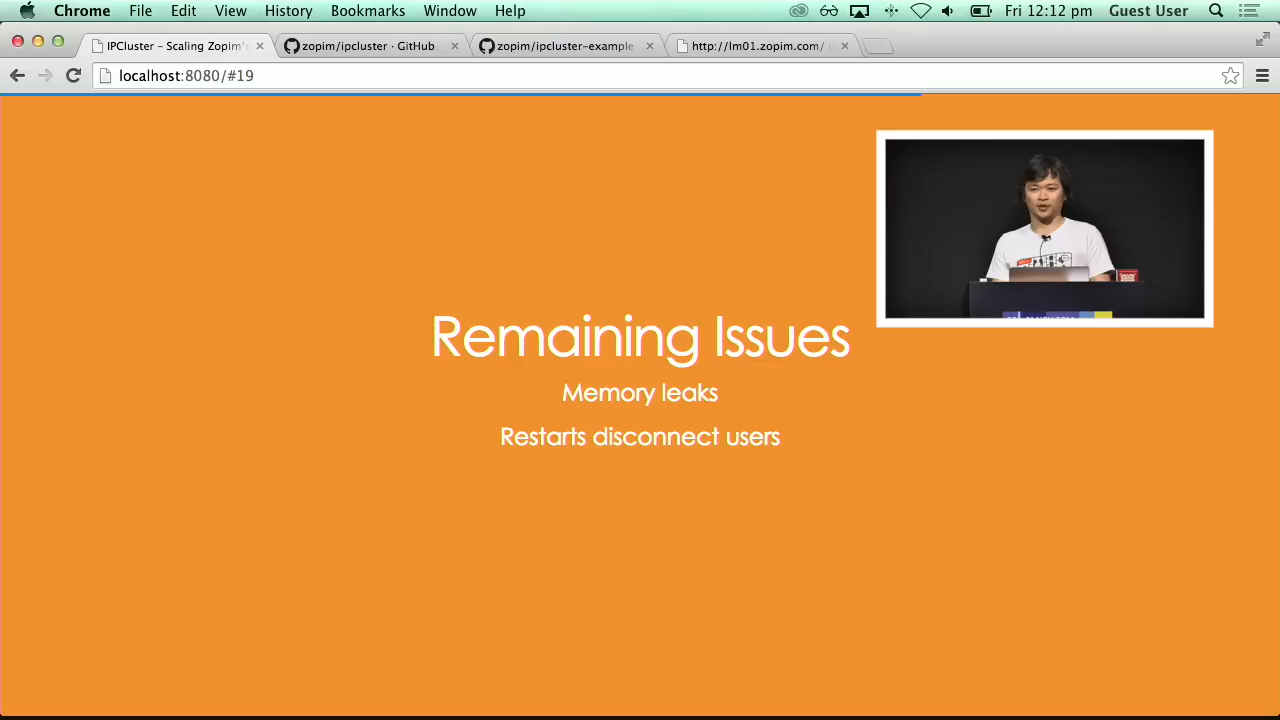 Chrome File Edit View History Bookmarks Window Help Fri 12:12 pm Guest User
IPCluster – Scaling Zopim's zopim/ipcluster · GitHub zopim/ipcluster-example http://lm01.zopim.com/
localhost:8080/#19
Remaining Issues
Memory leaks
Restarts disconnect users